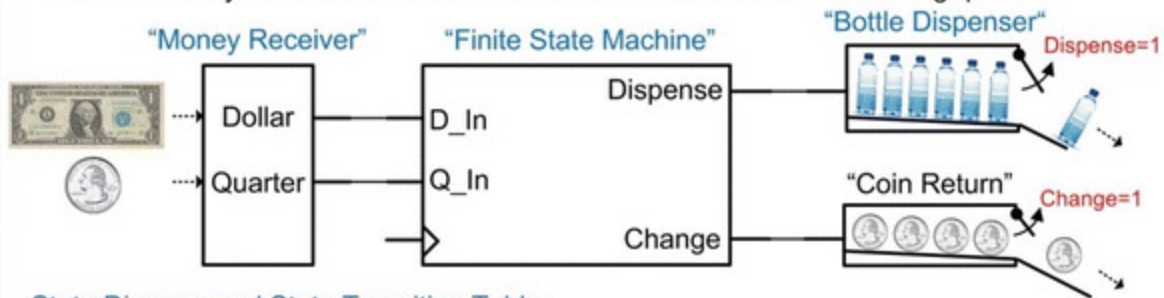 "Bottle Dispenser"
"Money Receiver"
"Finite State Machine"
Dispense=1
Dispense
Dollar
D_In
Quarter
Q_In
"Coin Return"
Change=1
Change